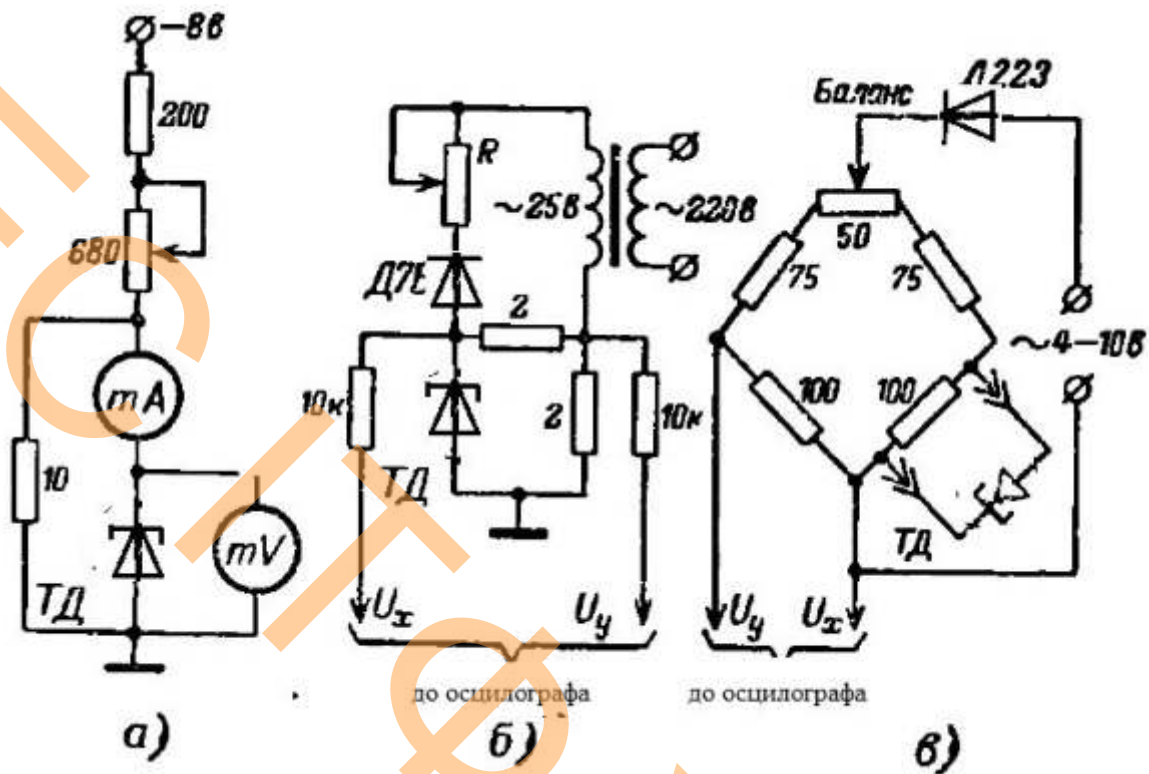 –8в
200
680
mA
10
mV
ТД
а)
R
~25в
~220в
Д7Е
2
2
10к
10к
ТД
Ux
Uy
до осцилографа
б)
Баланс
Д223
50
75
75
100
100
~4–10в
ТД
Uy
Ux
до осцилографа
в)